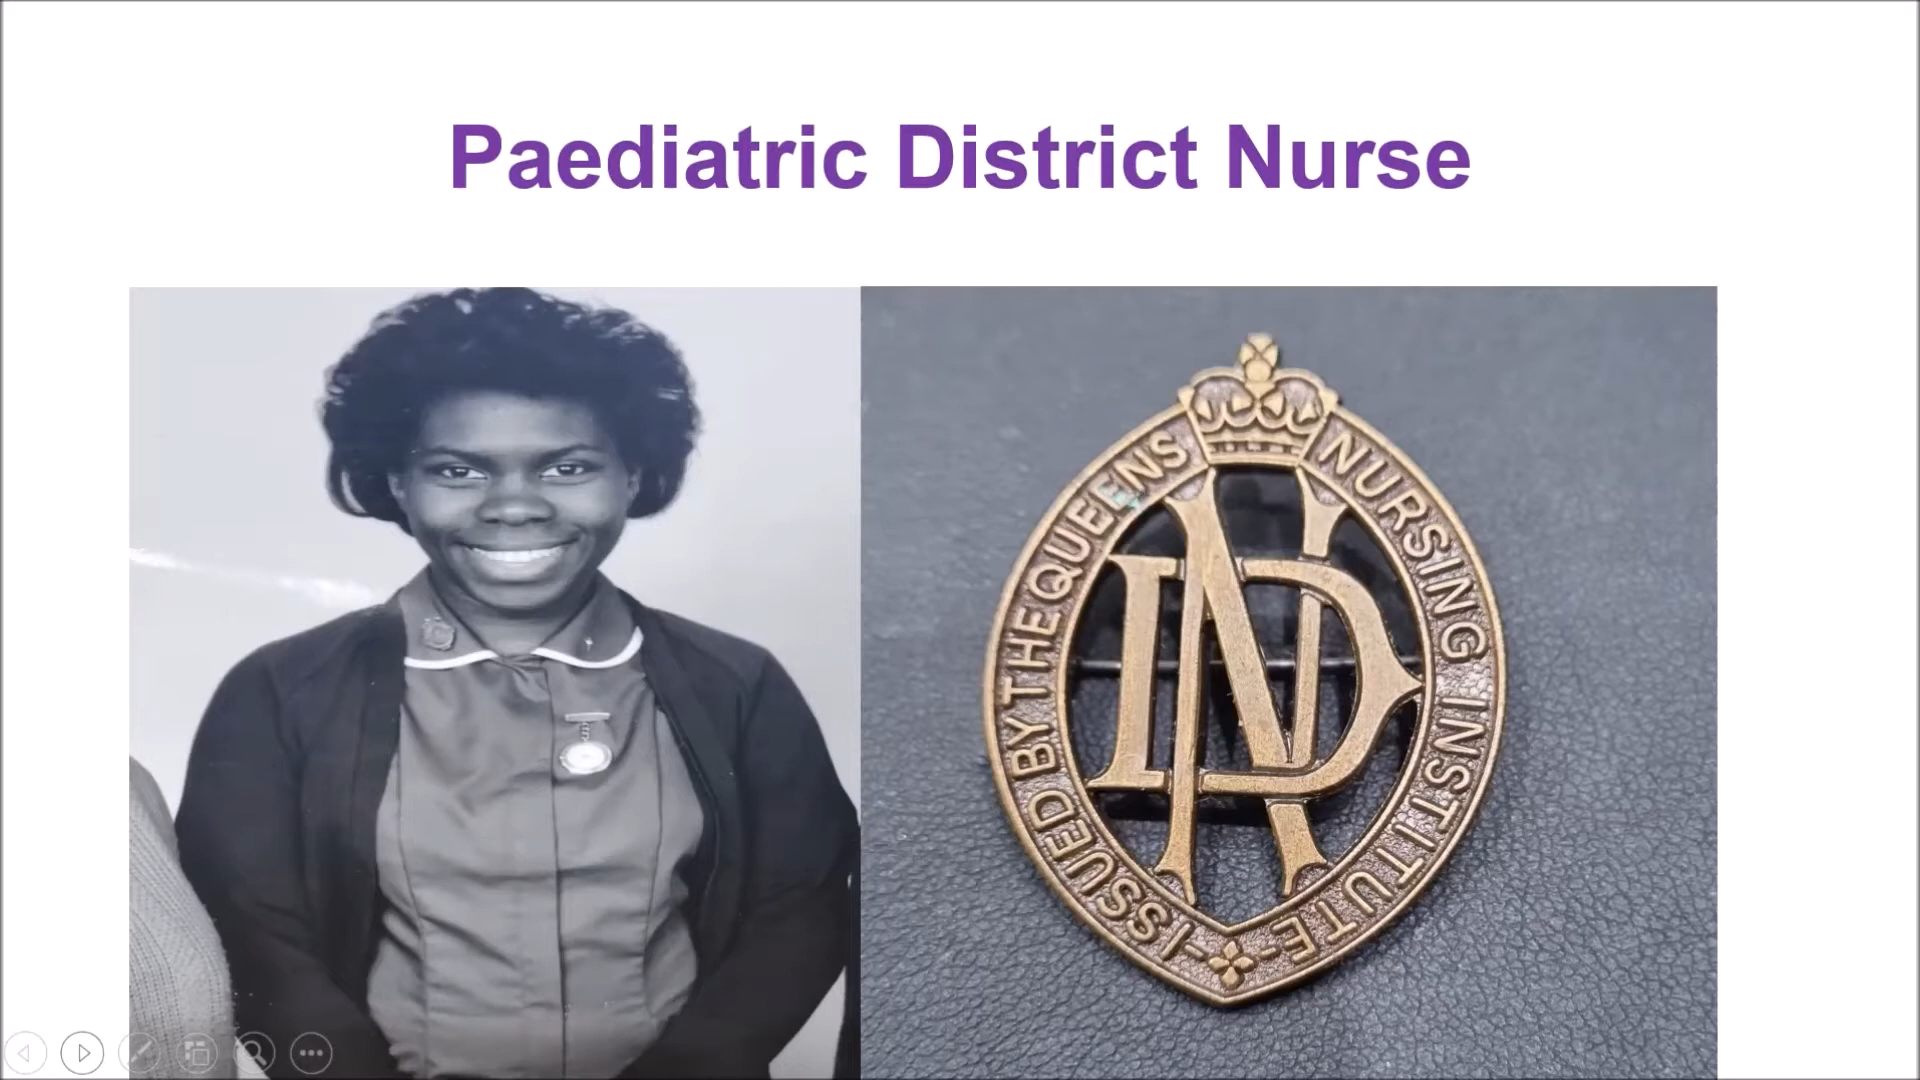 Paediatric District Nurse
ISSUED BY THE QUEENS NURSING INSTITUTE
DN